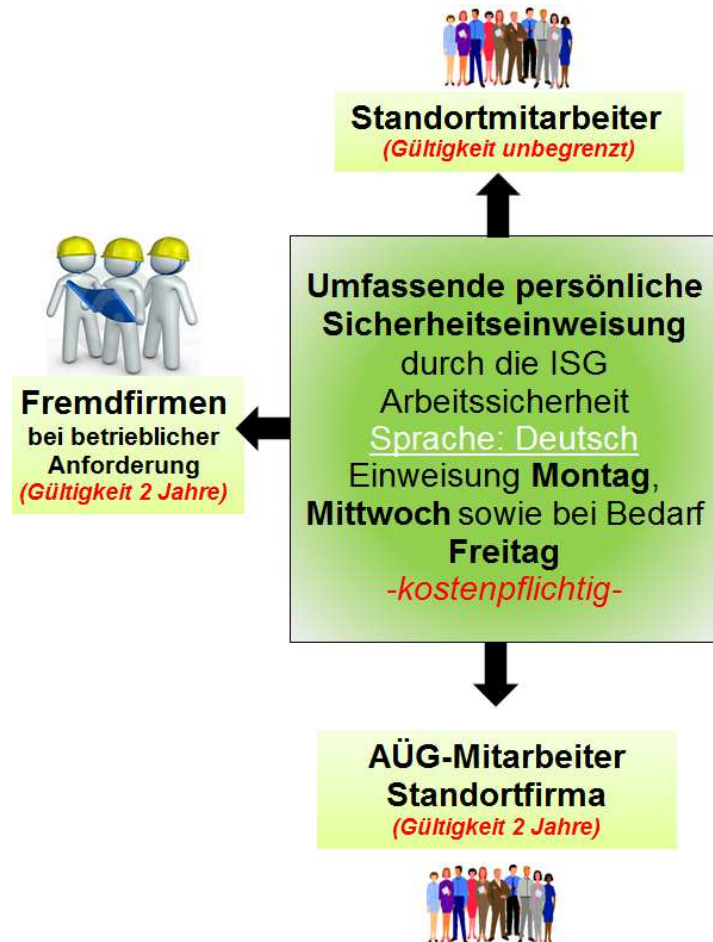 Standortmitarbeiter
(Gültigkeit unbegrenzt)
Umfassende persönliche
Sicherheitseinweisung
durch die ISG
Arbeitssicherheit
Sprache: Deutsch
Einweisung Montag,
Mittwoch sowie bei Bedarf
Freitag
-kostenpflichtig-
Fremdfirmen
bei betrieblicher
Anforderung
(Gültigkeit 2 Jahre)
AÜG-Mitarbeiter
Standortfirma
(Gültigkeit 2 Jahre)